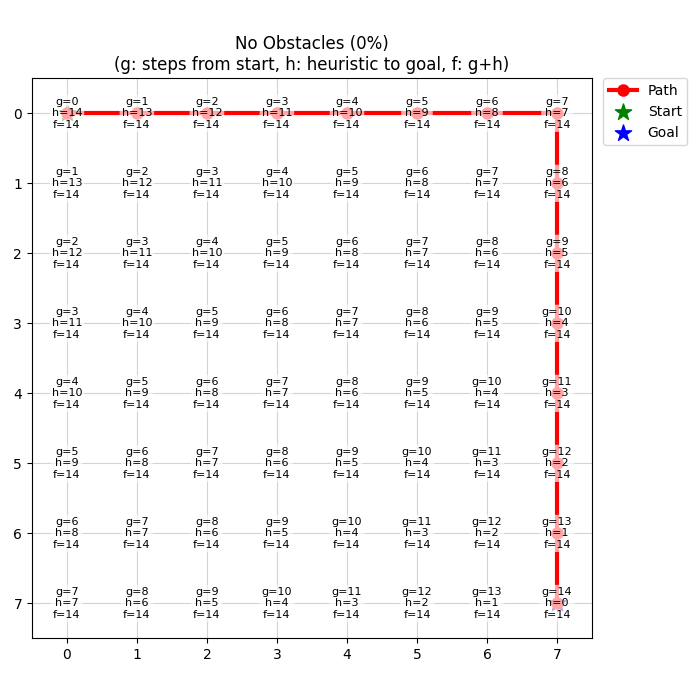 No Obstacles (0%)
(g: steps from start, h: heuristic to goal, f: g+h)
Path
Start
Goal
0
g=0 g=1 g=2 g=3 g=4 g=5 g=6 g=7
h=14 h=13 h=12 h=11 h=10 h=9 h=8 h=7
f=14 f=14 f=14 f=14 f=14 f=14 f=14 f=14
1
g=1 g=2 g=3 g=4 g=5 g=6 g=7 g=8
h=13 h=12 h=11 h=10 h=9 h=8 h=7 h=6
f=14 f=14 f=14 f=14 f=14 f=14 f=14 f=14
2
g=2 g=3 g=4 g=5 g=6 g=7 g=8 g=9
h=12 h=11 h=10 h=9 h=8 h=7 h=6 h=5
f=14 f=14 f=14 f=14 f=14 f=14 f=14 f=14
3
g=3 g=4 g=5 g=6 g=7 g=8 g=9 g=10
h=11 h=10 h=9 h=8 h=7 h=6 h=5 h=4
f=14 f=14 f=14 f=14 f=14 f=14 f=14 f=14
4
g=4 g=5 g=6 g=7 g=8 g=9 g=10 g=11
h=10 h=9 h=8 h=7 h=6 h=5 h=4 h=3
f=14 f=14 f=14 f=14 f=14 f=14 f=14 f=14
5
g=5 g=6 g=7 g=8 g=9 g=10 g=11 g=12
h=9 h=8 h=7 h=6 h=5 h=4 h=3 h=2
f=14 f=14 f=14 f=14 f=14 f=14 f=14 f=14
6
g=6 g=7 g=8 g=9 g=10 g=11 g=12 g=13
h=8 h=7 h=6 h=5 h=4 h=3 h=2 h=1
f=14 f=14 f=14 f=14 f=14 f=14 f=14 f=14
7
g=7 g=8 g=9 g=10 g=11 g=12 g=13 g=14
h=7 h=6 h=5 h=4 h=3 h=2 h=1 h=0
f=14 f=14 f=14 f=14 f=14 f=14 f=14 f=14
0 1 2 3 4 5 6 7